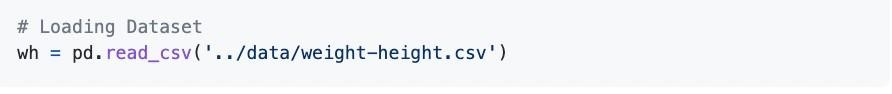 # Loading Dataset
wh = pd.read_csv('../data/weight-height.csv')